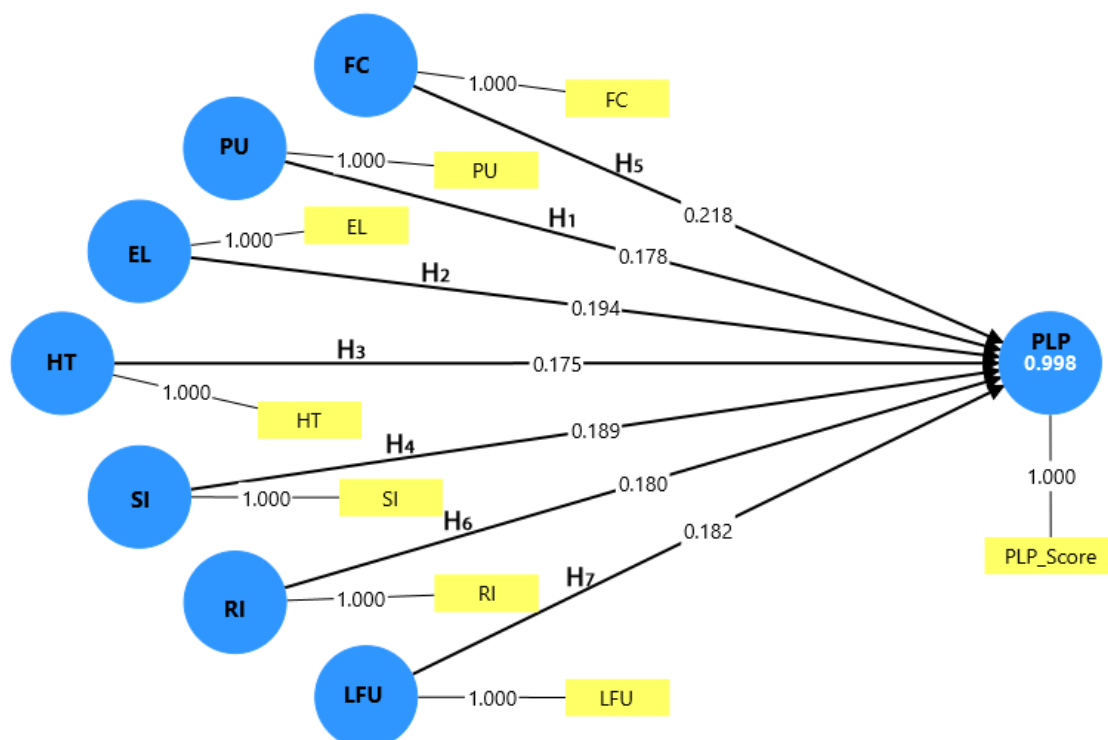 FC
1.000
FC
PU
1.000
PU
H5
0.218
EL
1.000
EL
H1
0.178
H2
0.194
HT
H3
0.175
PLP
0.998
1.000
HT
H4
0.189
SI
1.000
SI
0.180
1.000
H6
0.182
PLP_Score
RI
1.000
RI
H7
LFU
1.000
LFU